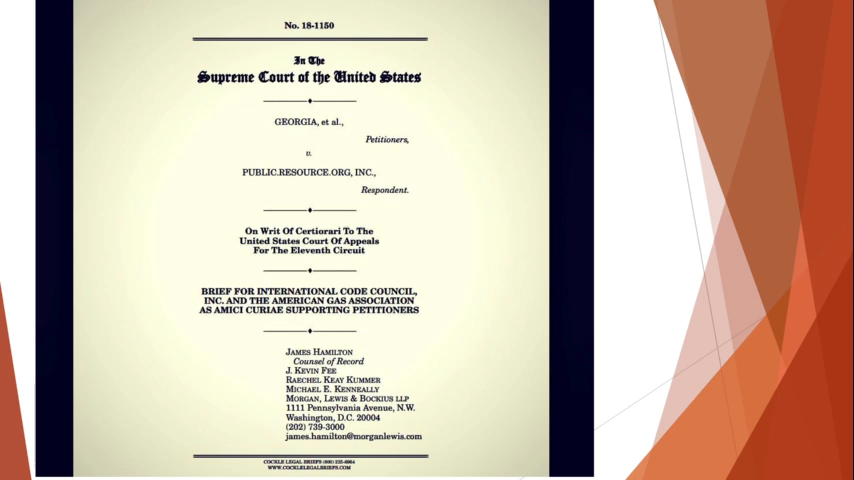 No. 18-1150
In The
Supreme Court of the United States
GEORGIA, et al.,
Petitioners,
v.
PUBLIC.RESOURCE.ORG, INC.,
Respondent.
On Writ Of Certiorari To The
United States Court Of Appeals
For The Eleventh Circuit
BRIEF FOR INTERNATIONAL CODE COUNCIL,
INC. AND THE AMERICAN GAS ASSOCIATION
AS AMICI CURIAE SUPPORTING PETITIONERS
JAMES HAMILTON
Counsel of Record
J. KEVIN FEE
RAECHEL KEAY KUMMER
MICHAEL E. KENNEALLY
MORGAN, LEWIS & BOCKIUS LLP
1111 Pennsylvania Avenue, N.W.
Washington, D.C. 20004
(202) 739-3000
james.hamilton@morganlewis.com
COCKLE LEGAL BRIEFS (800) 225-6964
WWW.COCKLELEGALBRIEFS.COM